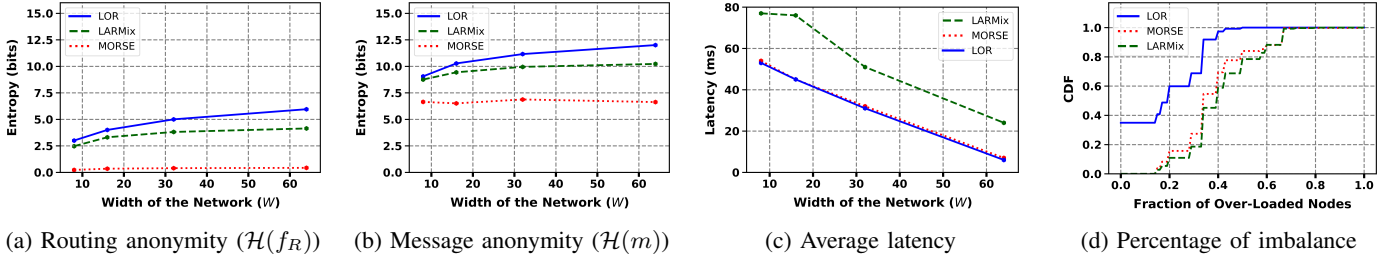 LOR
LARMix
MORSE
15.0
12.5
10.0
7.5
5.0
2.5
0.0
Entropy (bits)
10 20 30 40 50 60
Width of the Network (W)
(a) Routing anonymity (H(f_R))
LOR
LARMix
MORSE
15.0
12.5
10.0
7.5
5.0
2.5
0.0
Entropy (bits)
10 20 30 40 50 60
Width of the Network (W)
(b) Message anonymity (H(m))
LARMix
MORSE
LOR
80
60
40
20
0
Latency (ms)
10 20 30 40 50 60
Width of the Network (W)
(c) Average latency
LOR
MORSE
LARMix
1.0
0.8
0.6
0.4
0.2
0.0
CDF
0.0 0.2 0.4 0.6 0.8 1.0
Fraction of Over-Loaded Nodes
(d) Percentage of imbalance